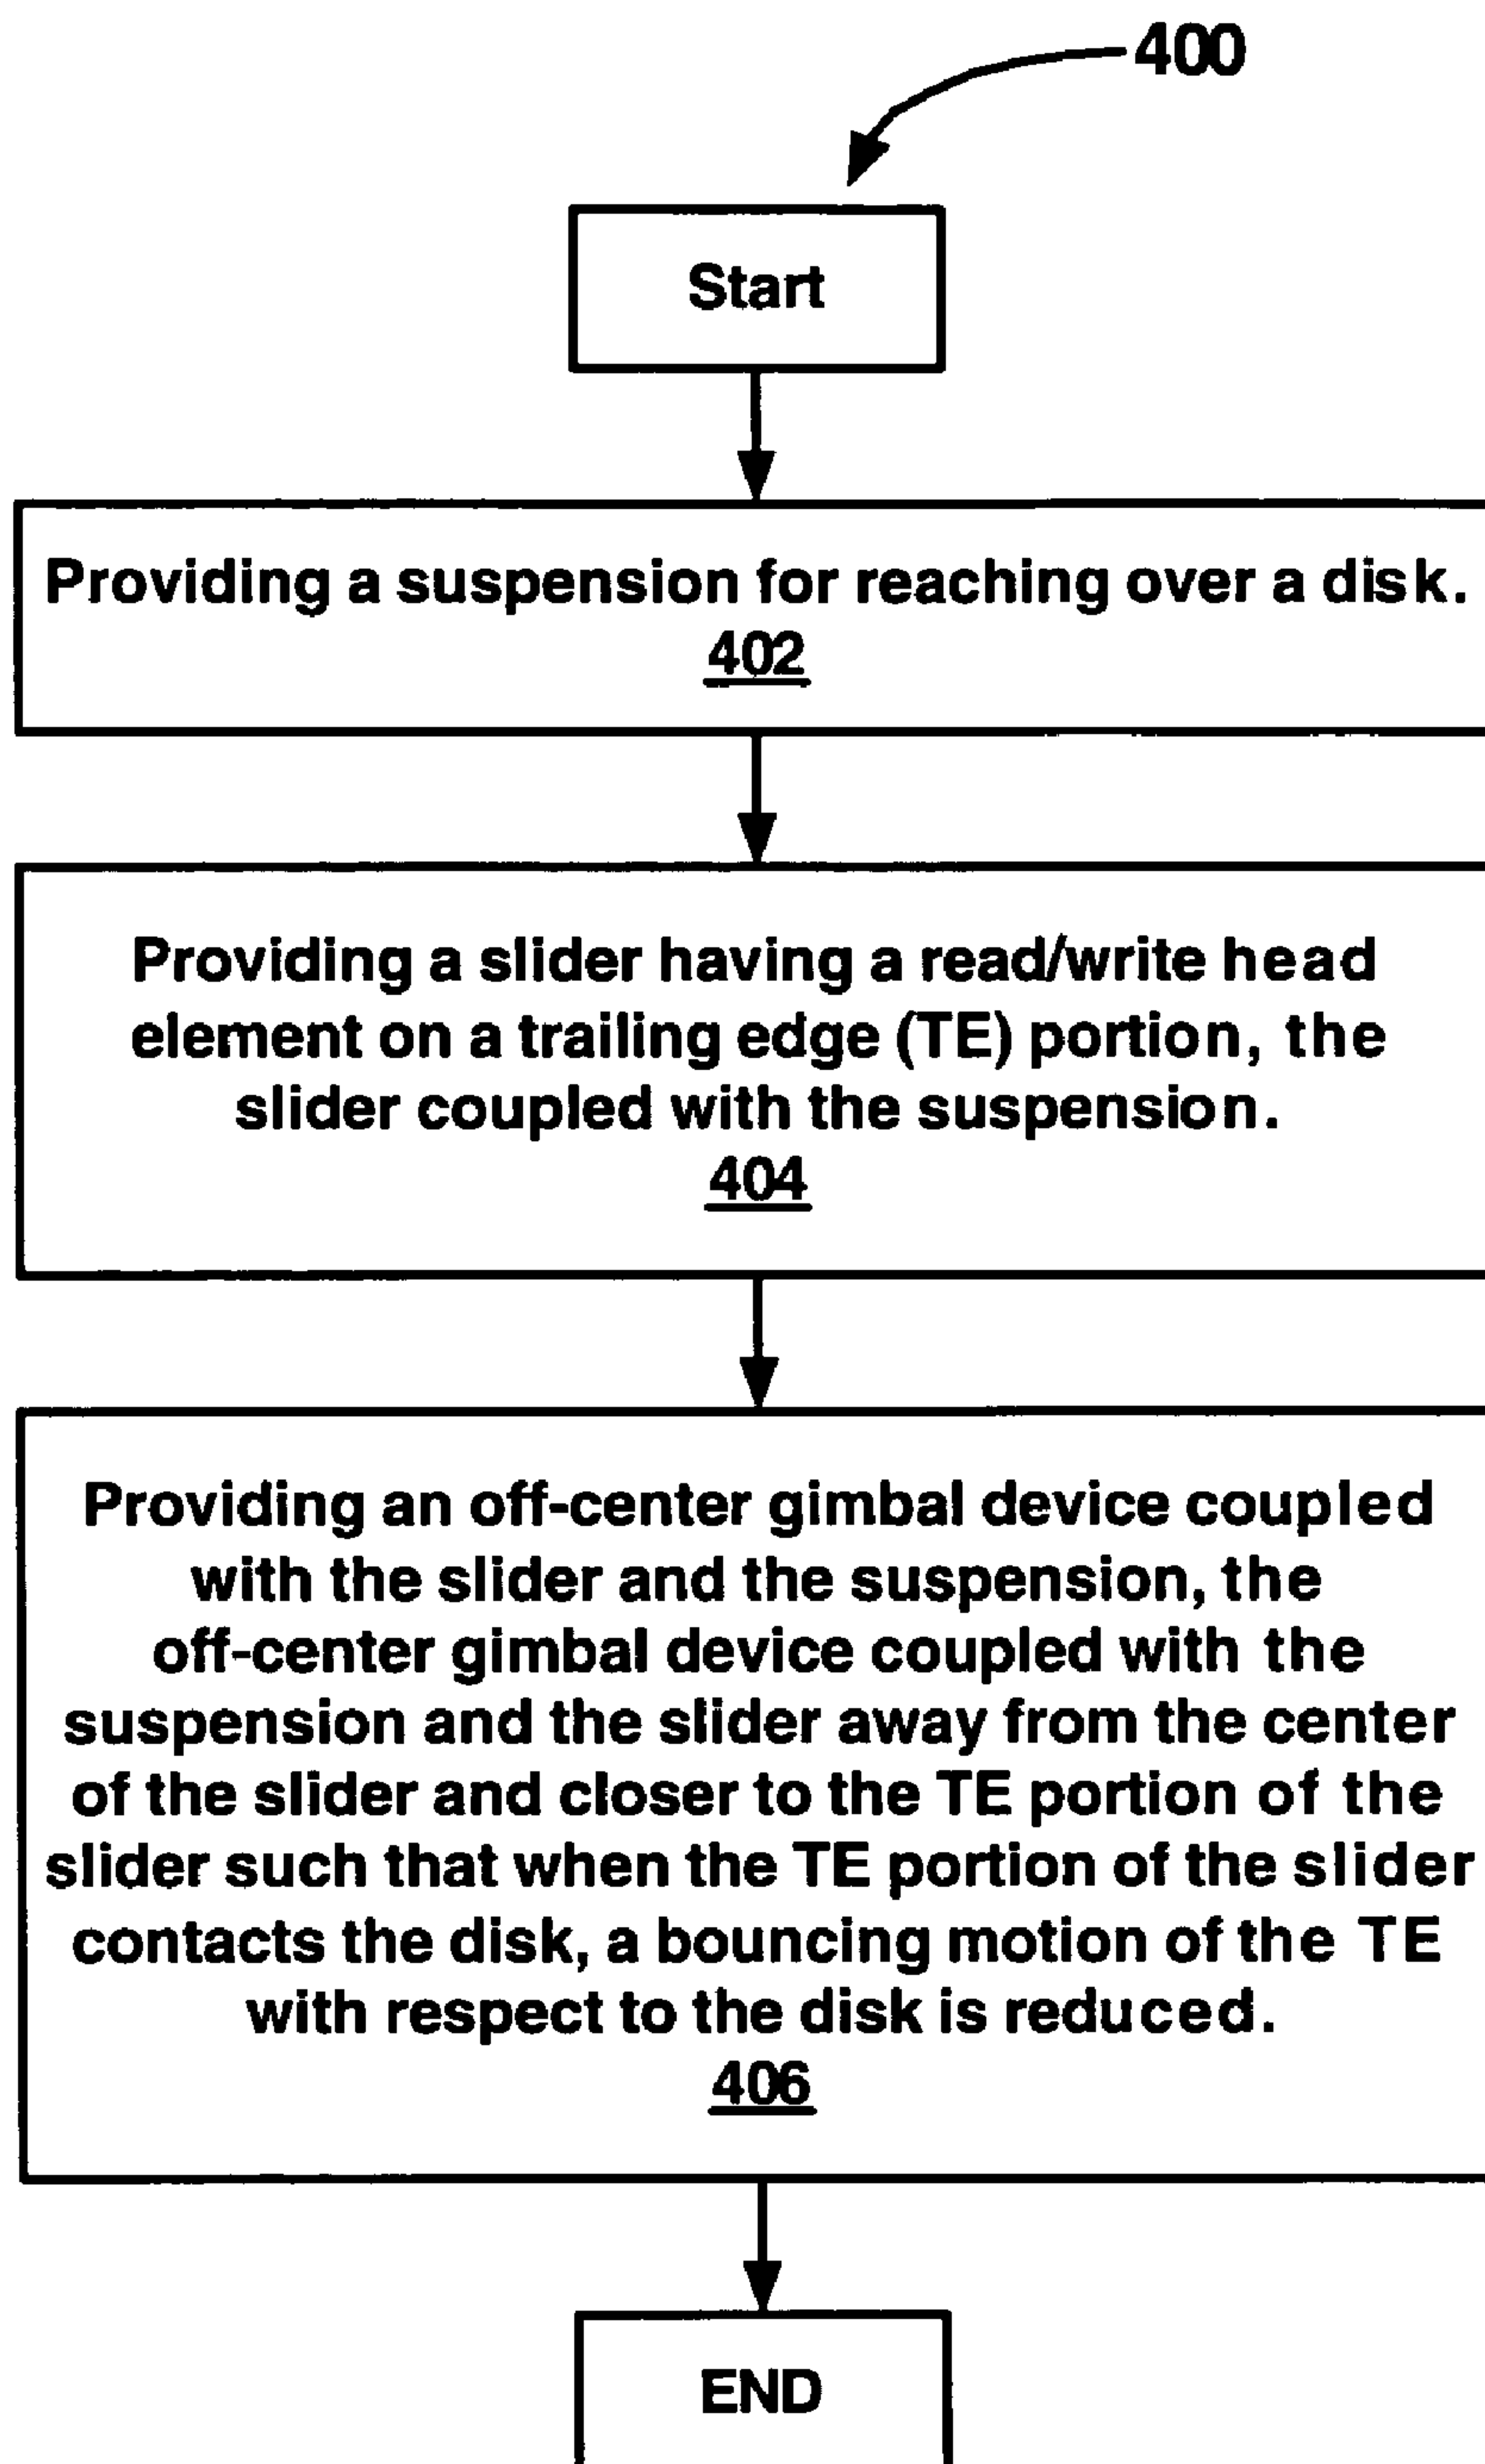 400
Start
Providing a suspension for reaching over a disk.
402
Providing a slider having a read/write head
element on a trailing edge (TE) portion, the
slider coupled with the suspension.
404
Providing an off-center gimbal device coupled
with the slider and the suspension, the
off-center gimbal device coupled with the
suspension and the slider away from the center
of the slider and closer to the TE portion of the
slider such that when the TE portion of the slider
contacts the disk, a bouncing motion of the TE
with respect to the disk is reduced.
406
END